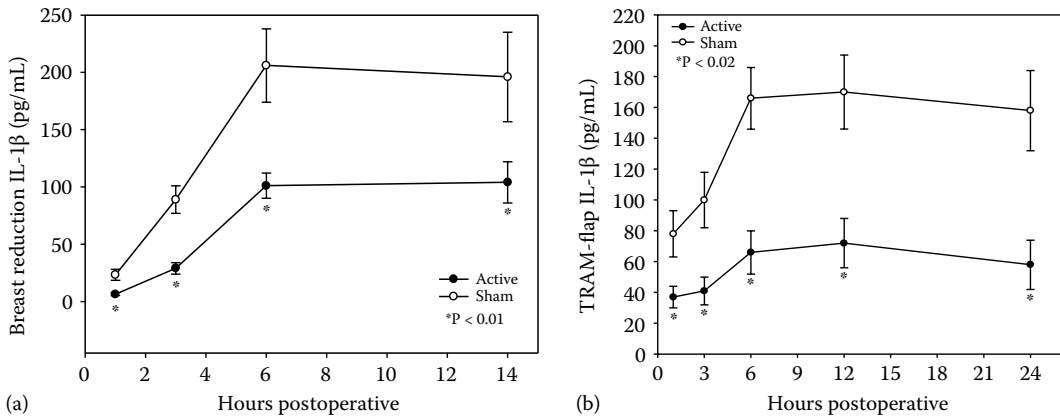 250
200
150
100
50
0
Breast reduction IL-1β (pg/mL)
Active
Sham
*P < 0.01
*
*
*
*
0 2 4 6 8 10 12 14
(a) Hours postoperative
220
200
180
160
140
120
100
80
60
40
20
0
TRAM-flap IL-1β (pg/mL)
Active
Sham
*P < 0.02
*
*
*
*
*
0 3 6 9 12 15 18 21 24
(b) Hours postoperative